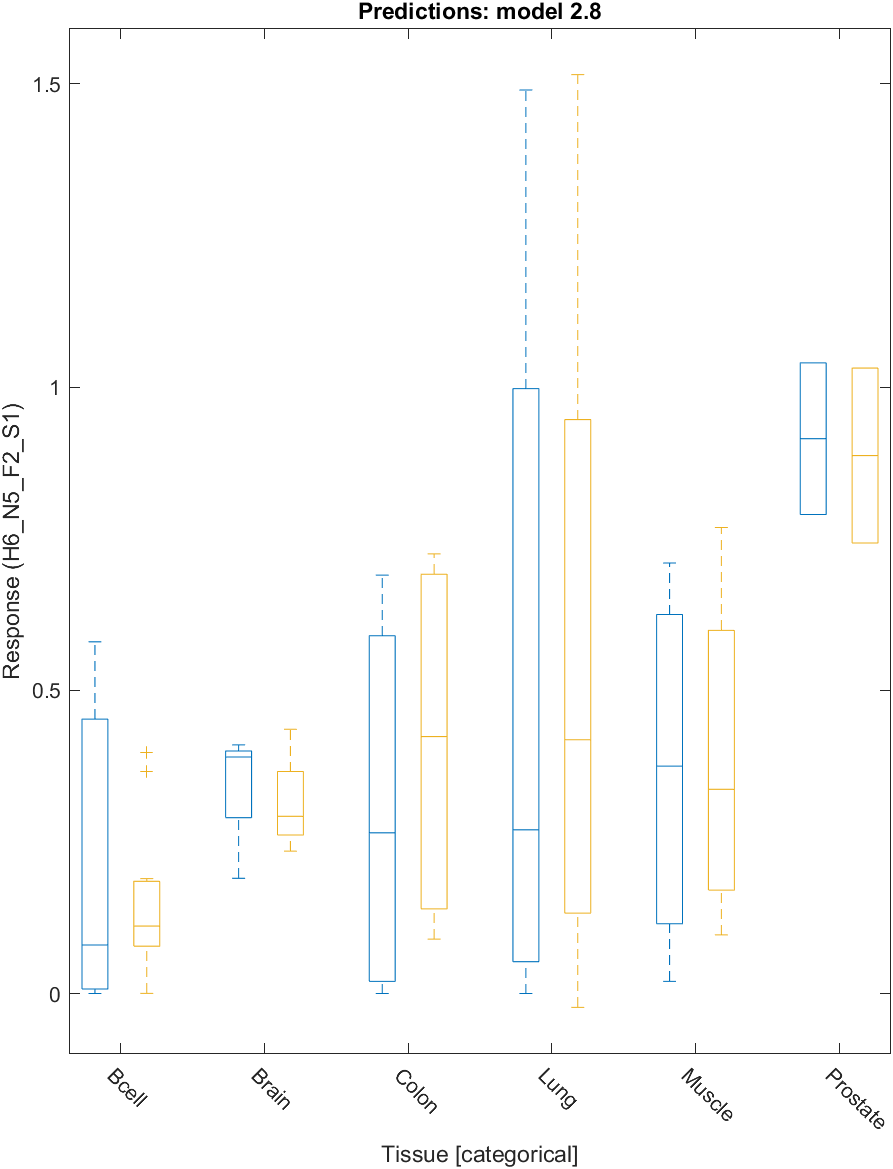 Predictions: model 2.8
1.5
1
0.5
0
Response (H6_N5_F2_S1)
Bcell
Brain
Colon
Lung
Muscle
Prostate
Tissue [categorical]